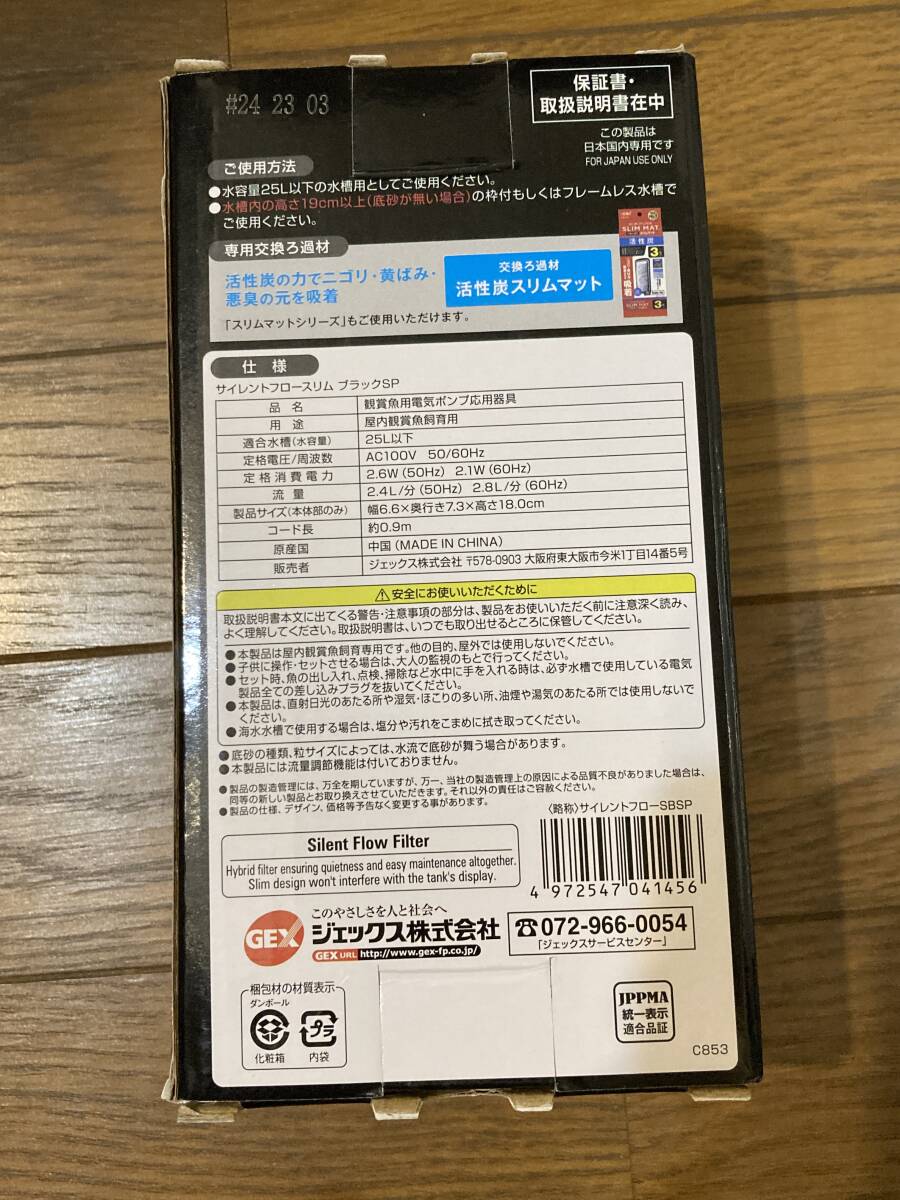 #24 23 03
保証書・
取扱説明書在中
この製品は
日本国内専用です
FOR JAPAN USE ONLY
ご使用方法
●水容量25L以下の水槽用としてご使用ください。
●水槽内の高さ19cm以上(底砂が無い場合)の枠付もしくはフレームレス水槽で
ご使用ください。
専用交換ろ過材
活性炭の力でニゴリ・黄ばみ・
悪臭の元を吸着
交換ろ過材
活性炭スリムマット
「スリムマットシリーズ」もご使用いただけます。
SLIM MAT
活性炭
3
吸着
仕様
サイレントフロースリム ブラックSP
品名 観賞魚用電気ポンプ応用器具
用途 屋内観賞魚飼育用
適合水槽(水容量) 25L以下
定格電圧/周波数 AC100V 50/60Hz
定格消費電力 2.6W(50Hz) 2.1W(60Hz)
流量 2.4L/分(50Hz) 2.8L/分(60Hz)
製品サイズ(本体部のみ) 幅6.6×奥行き7.3×高さ18.0cm
コード長 約0.9m
原産国 中国(MADE IN CHINA)
販売者 ジェックス株式会社 〒578-0903 大阪府東大阪市今米1丁目14番5号
⚠安全にお使いいただくために
取扱説明書本文に出てくる警告・注意事項の部分は、製品をお使いいただく前に注意深く読み、
よく理解してください。取扱説明書は、いつでも取り出せるところに保管してください。
●本製品は屋内観賞魚飼育専用です。他の目的、屋外では使用しないでください。
●子供に操作・セットさせる場合は、大人の監視のもとで行ってください。
●セット時、魚の出し入れ、点検、掃除など水中に手を入れる時は、必ず水槽で使用している電気
製品全ての差し込みプラグを抜いてください。
●本製品は、直射日光のあたる所や湿気・ほこりの多い所、油煙や湯気のあたる所では使用しないで
ください。
●海水水槽で使用する場合は、塩分や汚れをこまめに拭き取ってください。
●底砂の種類、粒サイズによっては、水流で底砂が舞う場合があります。
●本製品には流量調節機能は付いておりません。
●製品の製造管理には、万全を期していますが、万一、当社の製造管理上の原因による品質不良がありました場合は、
同等の新しい製品とお取り換えさせていただきます。それ以外の責任はご容赦ください。
●製品の仕様、デザイン、価格等予告なく変更する事があります。
〈略称〉サイレントフローSBSP
Silent Flow Filter
Hybrid filter ensuring quietness and easy maintenance altogether.
Slim design won't interfere with the tank's display.
4 972547 041456
このやさしさを人と社会へ
GEX ジェックス株式会社
GEX URL http://www.gex-fp.co.jp/
☎072-966-0054
「ジェックスサービスセンター」
梱包材の材質表示
ダンボール
プラ
化粧箱
内袋
JPPMA
統一表示
適合品証
C853